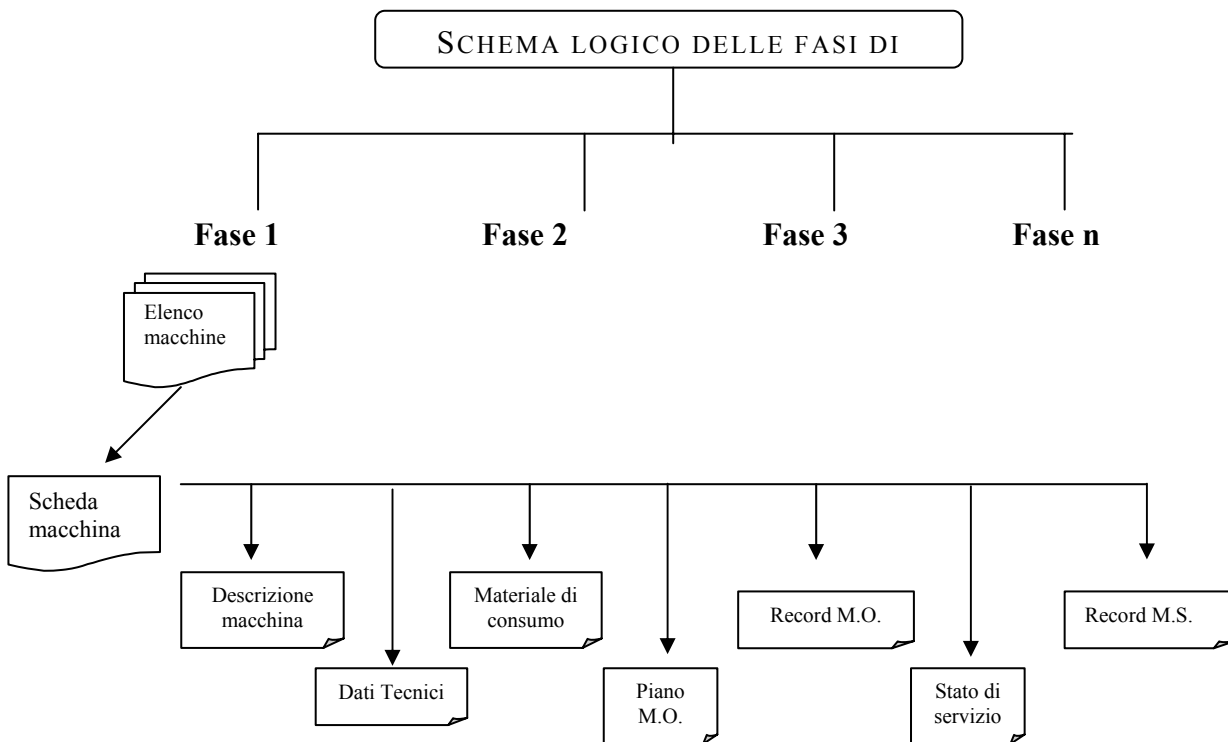 SCHEMA LOGICO DELLE FASI DI
Fase 1
Fase 2
Fase 3
Fase n
Elenco
macchine
Scheda
macchina
Descrizione
macchina
Materiale di
consumo
Record M.O.
Record M.S.
Dati Tecnici
Piano
M.O.
Stato di
servizio